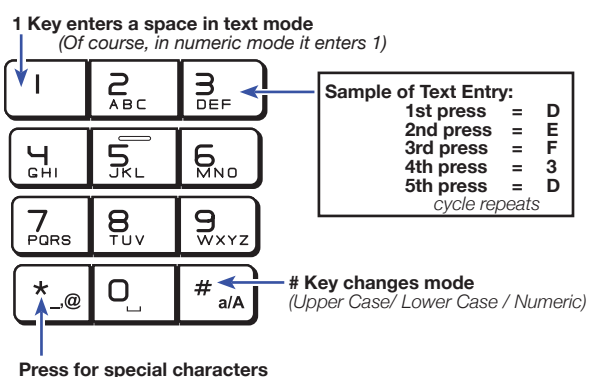 1 Key enters a space in text mode
(Of course, in numeric mode it enters 1)
1 2 3
ABC DEF
4 5 6
GHI JKL MNO
7 8 9
PQRS TUV WXYZ
* _,@ 0 ⎵ # a/A
Sample of Text Entry:
1st press = D
2nd press = E
3rd press = F
4th press = 3
5th press = D
cycle repeats
# Key changes mode
(Upper Case/ Lower Case / Numeric)
Press for special characters